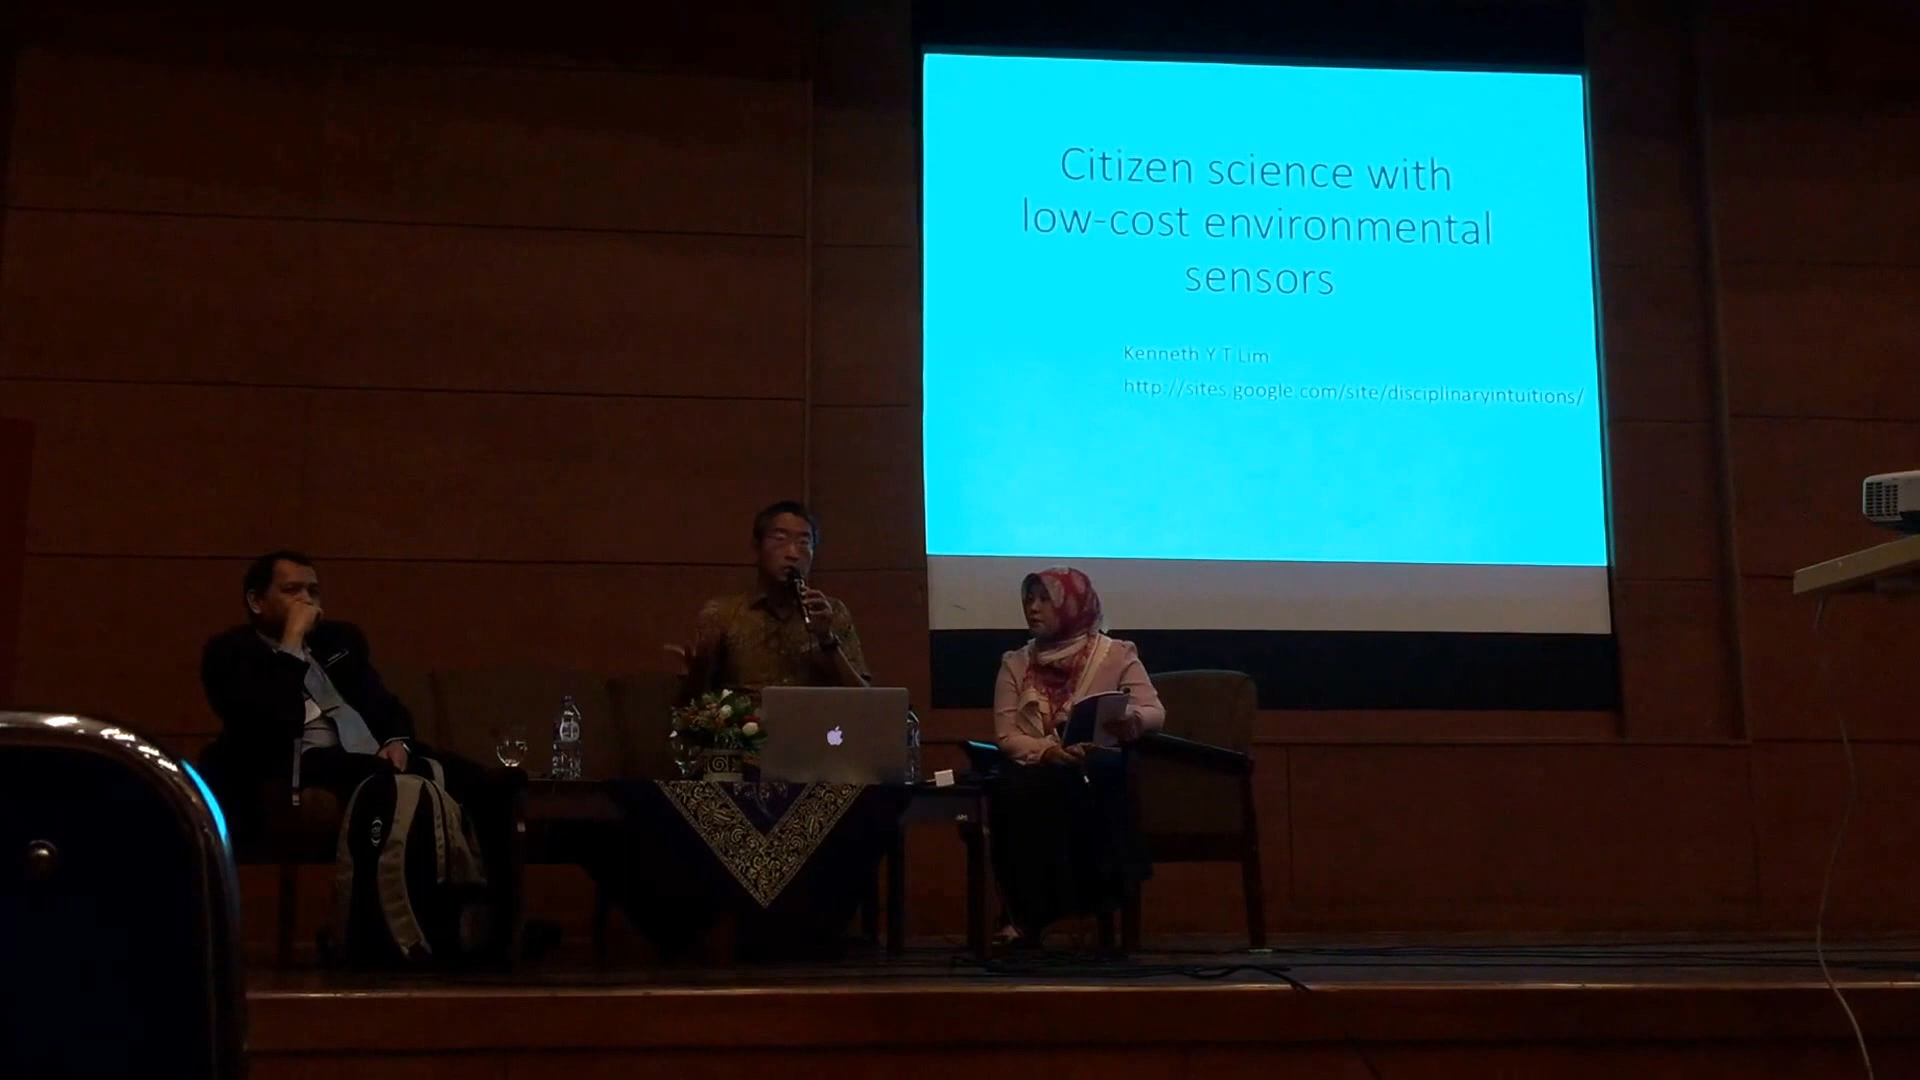 Citizen science with
low-cost environmental
sensors
Kenneth Y T Lim
http://sites.google.com/site/disciplinaryintuitions/